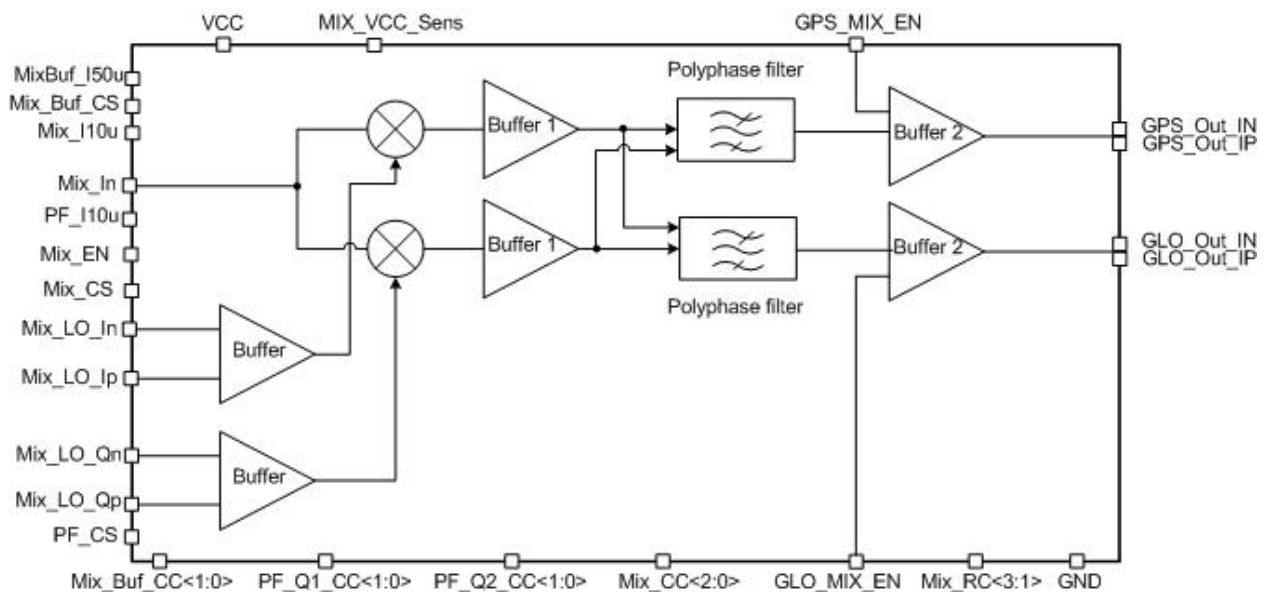 VCC
MIX_VCC_Sens
GPS_MIX_EN
MixBuf_I50u
Mix_Buf_CS
Mix_I10u
Mix_In
PF_I10u
Mix_EN
Mix_CS
Mix_LO_In
Mix_LO_Ip
Mix_LO_Qn
Mix_LO_Qp
PF_CS
Buffer
Buffer
Buffer 1
Buffer 1
Polyphase filter
Polyphase filter
Buffer 2
Buffer 2
GPS_Out_IN
GPS_Out_IP
GLO_Out_IN
GLO_Out_IP
Mix_Buf_CC<1:0>
PF_Q1_CC<1:0>
PF_Q2_CC<1:0>
Mix_CC<2:0>
GLO_MIX_EN
Mix_RC<3:1>
GND